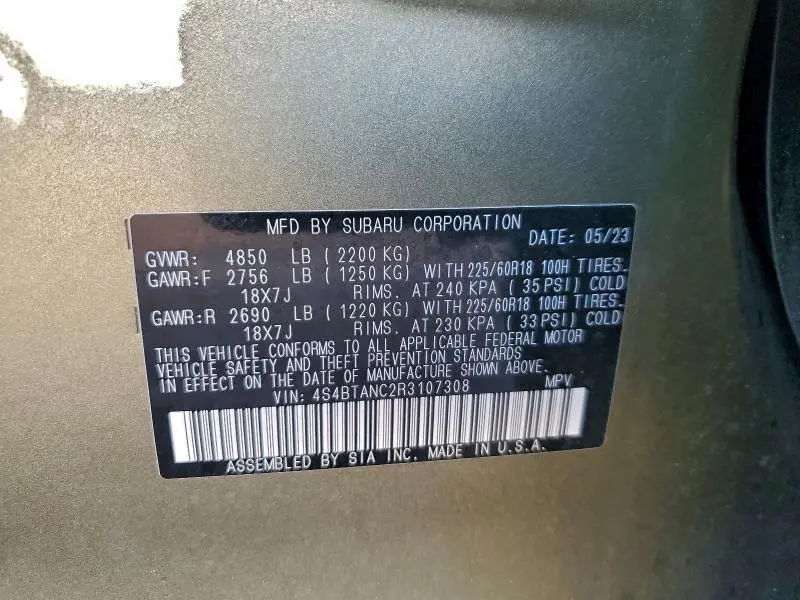 MFD BY SUBARU CORPORATION
DATE: 05/23
GVWR: 4850 LB (2200 KG)
GAWR:F 2756 LB (1250 KG) WITH 225/60R18 100H TIRES.
18X7J RIMS. AT 240 KPA (35 PSI) COLD
GAWR:R 2690 LB (1220 KG) WITH 225/60R18 100H TIRES.
18X7J RIMS. AT 230 KPA (33 PSI) COLD
THIS VEHICLE CONFORMS TO ALL APPLICABLE FEDERAL MOTOR
VEHICLE SAFETY AND THEFT PREVENTION STANDARDS
IN EFFECT ON THE DATE OF MANUFACTURE SHOWN ABOVE.
VIN: 4S4BTANC2R3107308 MPV
ASSEMBLED BY SIA INC. MADE IN U.S.A.